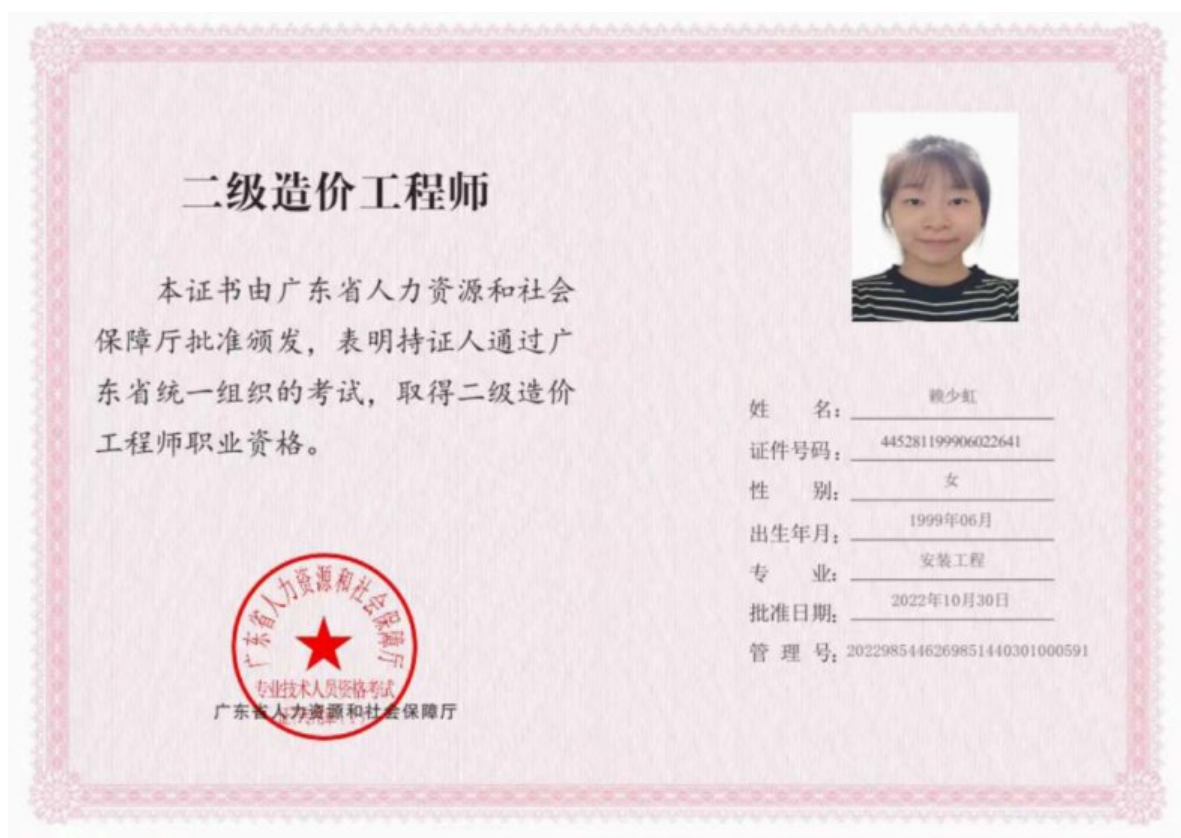 二级造价工程师
本证书由广东省人力资源和社会
保障厅批准颁发，表明持证人通过广
东省统一组织的考试，取得二级造价
工程师职业资格。
广东省人力资源和社会保障厅
专业技术人员资格考试
广东省人力资源和社会保障厅
姓 名：赖少虹
证件号码：445281199906022641
性 别：女
出生年月：1999年06月
专 业：安装工程
批准日期：2022年10月30日
管 理 号：2022985446269851440301000591